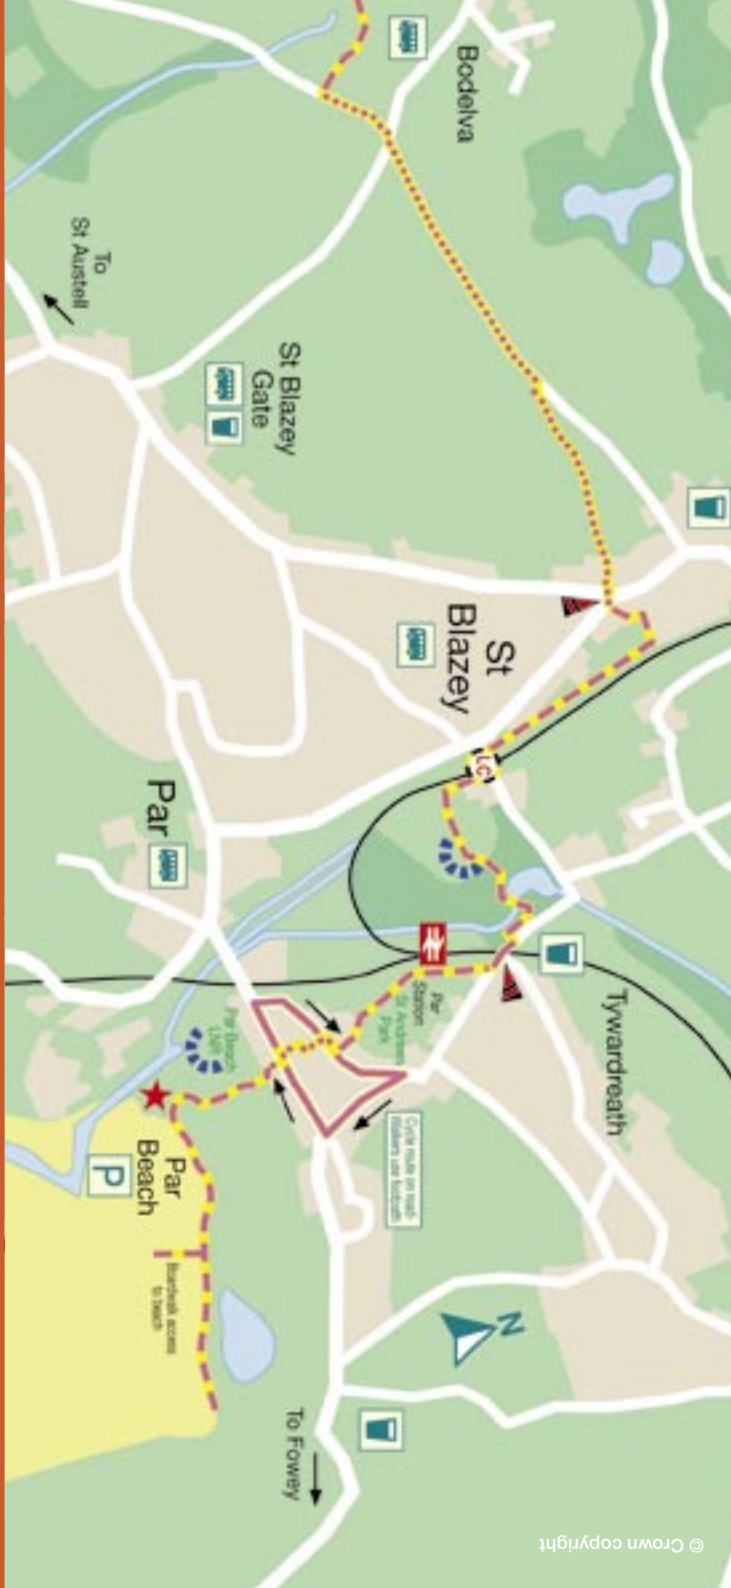 Bodelva
To
St Austell
St Blazey
Gate
St
Blazey
LC
Par
Tywardreath
Par
Station
St Andrews
Park
Par Beach
LNR
Cycle route on road
Walkers use footpath
Par
Beach
P
Boardwalk access
to beach
N
To Fowey
© Crown copyright